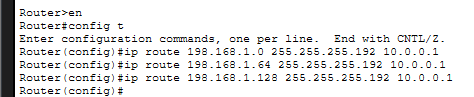 Router>en
Router#config t
Enter configuration commands, one per line.  End with CNTL/Z.
Router(config)#ip route 198.168.1.0 255.255.255.192 10.0.0.1
Router(config)#ip route 198.168.1.64 255.255.255.192 10.0.0.1
Router(config)#ip route 198.168.1.128 255.255.255.192 10.0.0.1
Router(config)#